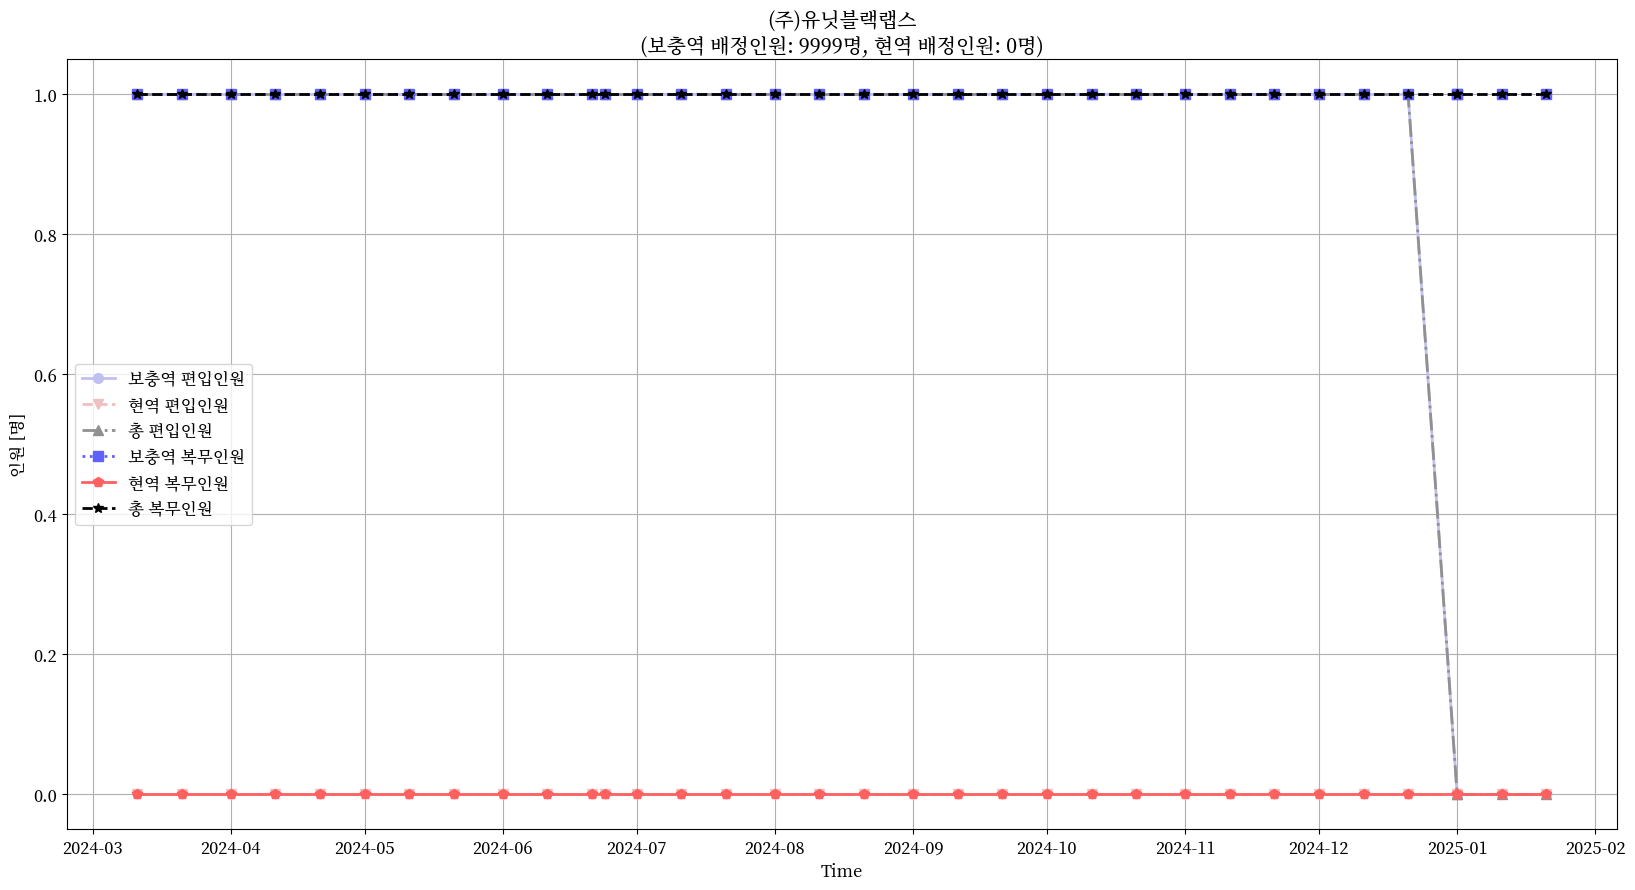 (주)유닛블랙랩스
(보충역 배정인원: 9999명, 현역 배정인원: 0명)
1.0
0.8
0.6
0.4
0.2
0.0
인원 [명]
보충역 편입인원
현역 편입인원
총 편입인원
보충역 복무인원
현역 복무인원
총 복무인원
2024-03
2024-04
2024-05
2024-06
2024-07
2024-08
2024-09
2024-10
2024-11
2024-12
2025-01
2025-02
Time